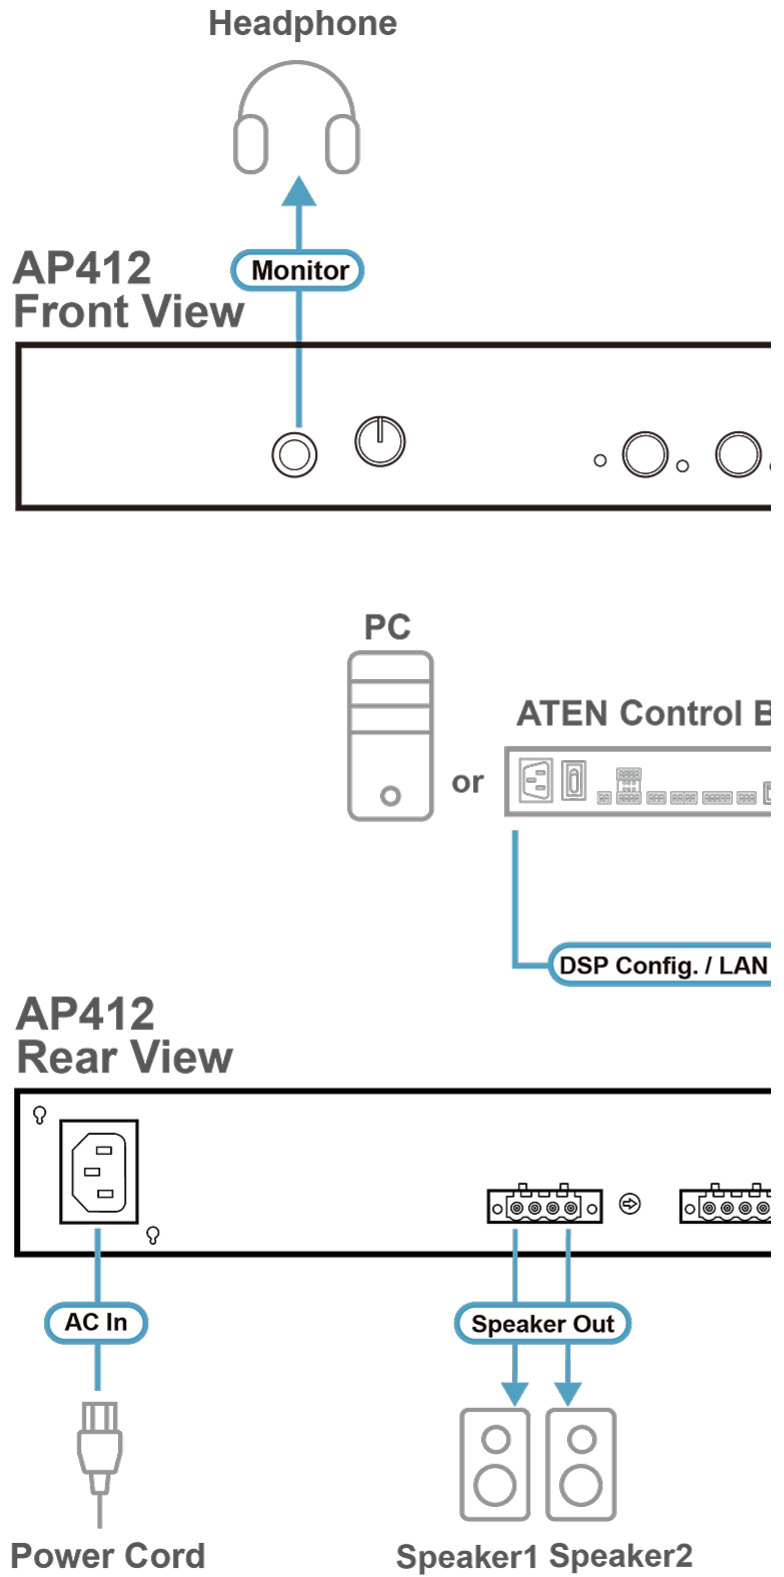 Headphone
Monitor
AP412
Front View
PC
ATEN Control B
or
DSP Config. / LAN
AP412
Rear View
AC In
Speaker Out
Power Cord
Speaker1 Speaker2